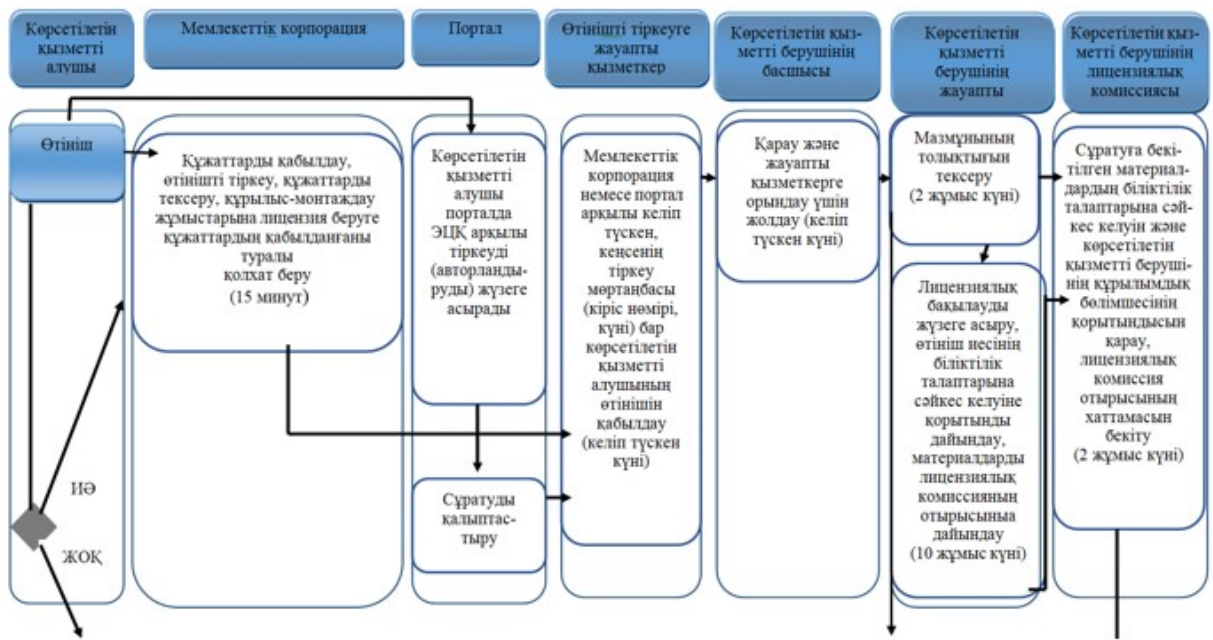 Көрсетілетін
қызметті
алушы
Мемлекеттік корпорация
Портал
Өтінішті тіркеуге
жауапты
қызметкер
Көрсетілетін қыз-
метті берушінің
басшысы
Көрсетілетін
қызметті
берушінің
жауапты
Көрсетілетін қыз-
метті берушінің
лицензиялық
комиссиясы
Өтініш
ИӘ
ЖОҚ
Құжаттарды қабылдау,
өтінішті тіркеу, құжаттарды
тексеру, құрылыс-монтаждау
жұмыстарына лицензия беруге
құжаттардың қабылданғаны
туралы
қолхат беру
(15 минут)
Көрсетілетін
қызметті
алушы
порталда
ЭЦҚ арқылы
тіркеуді
(авторланды-
руды) жүзеге
асырады
Сұратуды
қалыптас-
тыру
Мемлекеттік
корпорация
немесе портал
арқылы келіп
түскен,
кеңсенің
тіркеу
мөртаңбасы
(кіріс нөмірі,
күні) бар
көрсетілетін
қызметті
алушының
өтінішін
қабылдау
(келіп түскен
күні)
Қарау және
жауапты
қызметкерге
орындау үшін
жолдау (келіп
түскен күні)
Мазмұнының
толықтығын
тексеру
(2 жұмыс күні)
Лицензиялық
бақылауды
жүзеге асыру,
өтініш иесінің
біліктілік
талаптарына
сәйкес келуіне
қорытынды
дайындау,
материалдарды
лицензиялық
комиссияның
отырысыныа
дайындау
(10 жұмыс күні)
Сұратуға бекі-
тілген материал-
дардың біліктілік
талаптарына сәй-
кес келуін және
көрсетілетін
қызметті беруші-
нің құрылымдық
бөлімшесінің
қорытындысын
қарау,
лицензиялық
комиссия
отырысының
хаттамасын
бекіту
(2 жұмыс күні)